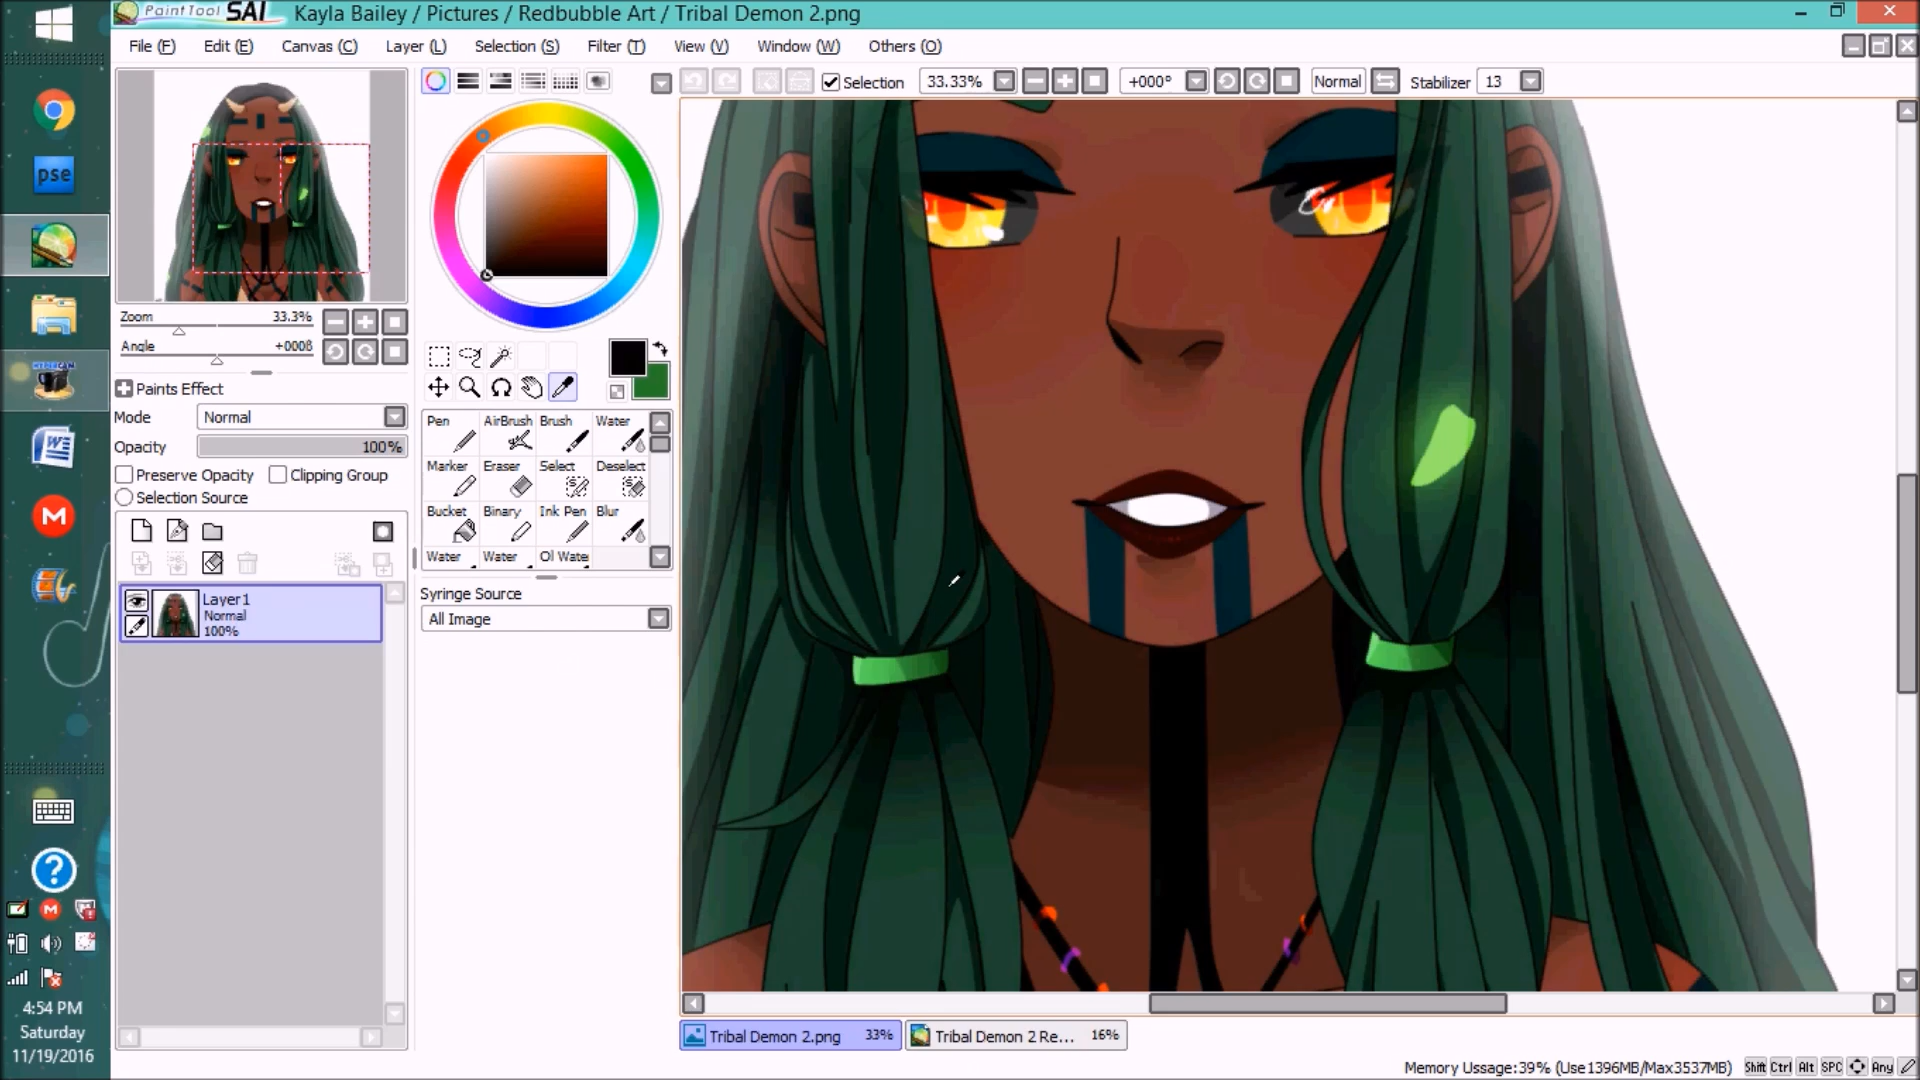 PaintTool SAI Kayla Bailey / Pictures / Redbubble Art / Tribal Demon 2.png
File (F) Edit (E) Canvas (C) Layer (L) Selection (S) Filter (T) View (V) Window (W) Others (O)
Selection 33.33% +000° Normal Stabilizer 13
pse
Zoom 33.3%
Angle +000ß
Paints Effect
Mode Normal
Opacity 100%
Preserve Opacity Clipping Group
Selection Source
Layer1
Normal
100%
Pen AirBrush Brush Water
Marker Eraser Select Deselect
Bucket Binary Ink Pen Blur
Water Water Ol Wate
Syringe Source
All Image
HYPERCAM
4:54 PM
Saturday
11/19/2016
Tribal Demon 2.png 33% Tribal Demon 2 Re... 16%
Memory Ussage:39% (Use1396MB/Max3537MB) Shift Ctrl Alt SPC Any